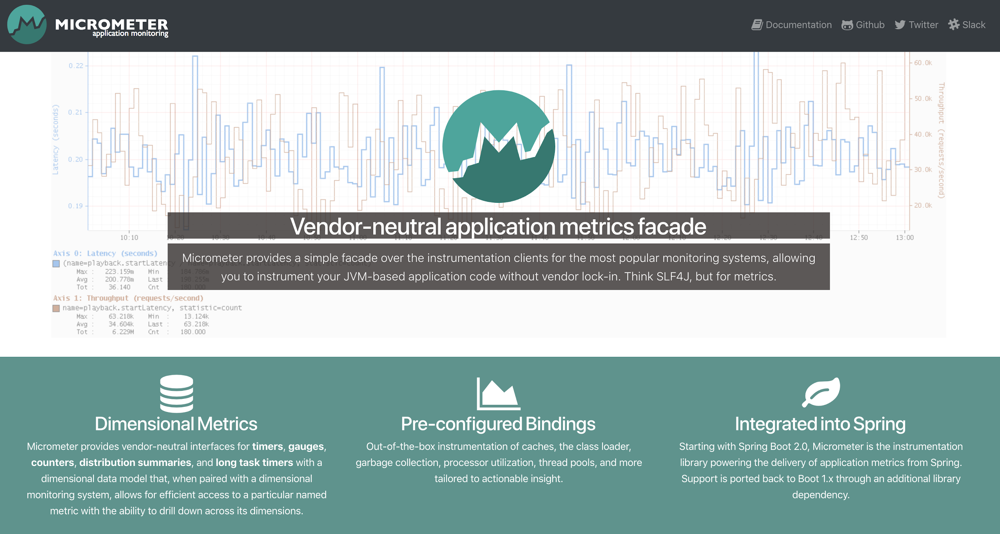 MICROMETER
application monitoring
Documentation Github Twitter Slack
0.22
0.21
0.20
0.19
Latency (seconds)
60.0k
50.0k
40.0k
30.0k
20.0k
Throughput (requests/second)
Vendor-neutral application metrics facade
10:10 10:20 10:30 10:40 10:50 11:00 11:10 11:20 11:30 11:40 11:50 12:00 12:10 12:20 12:30 12:40 12:50 13:00
Micrometer provides a simple facade over the instrumentation clients for the most popular monitoring systems, allowing
you to instrument your JVM-based application code without vendor lock-in. Think SLF4J, but for metrics.
Axis 0: Latency (seconds)
(name=playback.startLatency / name=playback.startLatency, statistic=count)
Max : 223.159m Min : 184.786m
Avg : 200.778m Last : 198.255m
Tot : 36.140 Cnt : 180.000
Axis 1: Throughput (requests/second)
name=playback.startLatency, statistic=count
Max : 63.218k Min : 13.124k
Avg : 34.604k Last : 63.218k
Tot : 6.229M Cnt : 180.000
Dimensional Metrics
Micrometer provides vendor-neutral interfaces for timers, gauges,
counters, distribution summaries, and long task timers with a
dimensional data model that, when paired with a dimensional
monitoring system, allows for efficient access to a particular named
metric with the ability to drill down across its dimensions.
Pre-configured Bindings
Out-of-the-box instrumentation of caches, the class loader,
garbage collection, processor utilization, thread pools, and more
tailored to actionable insight.
Integrated into Spring
Starting with Spring Boot 2.0, Micrometer is the instrumentation
library powering the delivery of application metrics from Spring.
Support is ported back to Boot 1.x through an additional library
dependency.